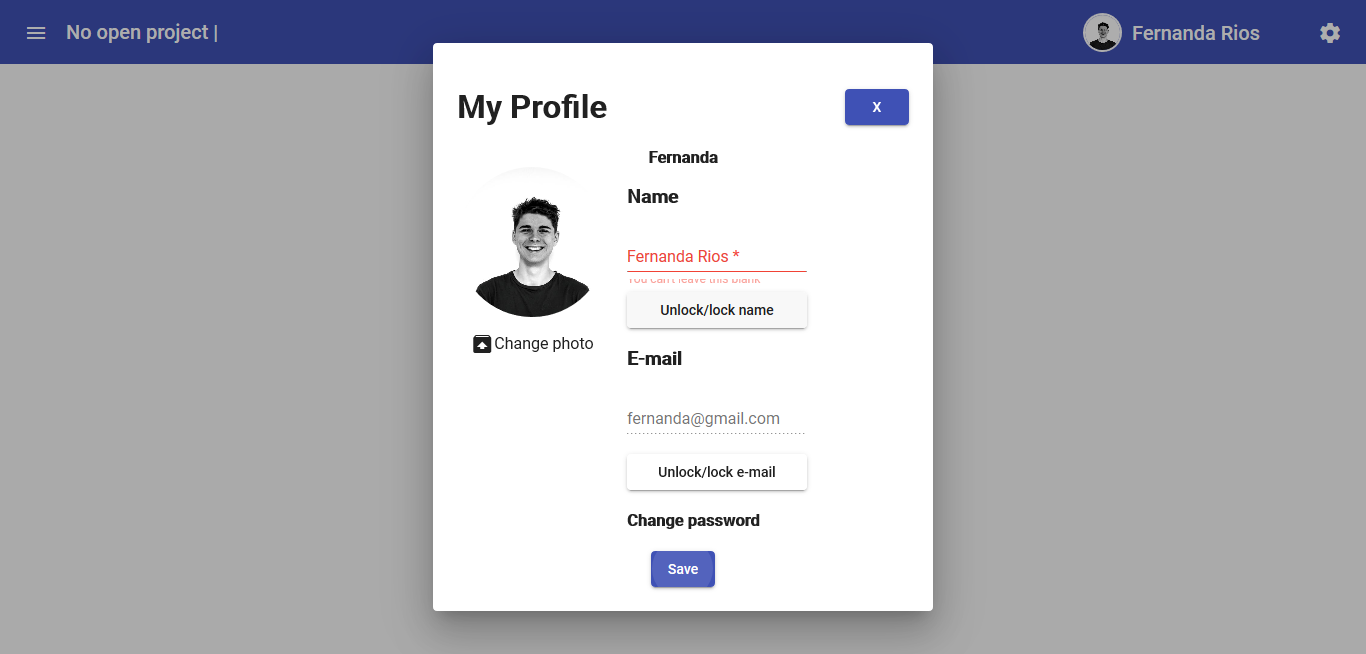 No open project |
Fernanda Rios
My Profile
X
Fernanda
Name
Fernanda Rios *
You can't leave this blank
Unlock/lock name
Change photo
E-mail
fernanda@gmail.com
Unlock/lock e-mail
Change password
Save